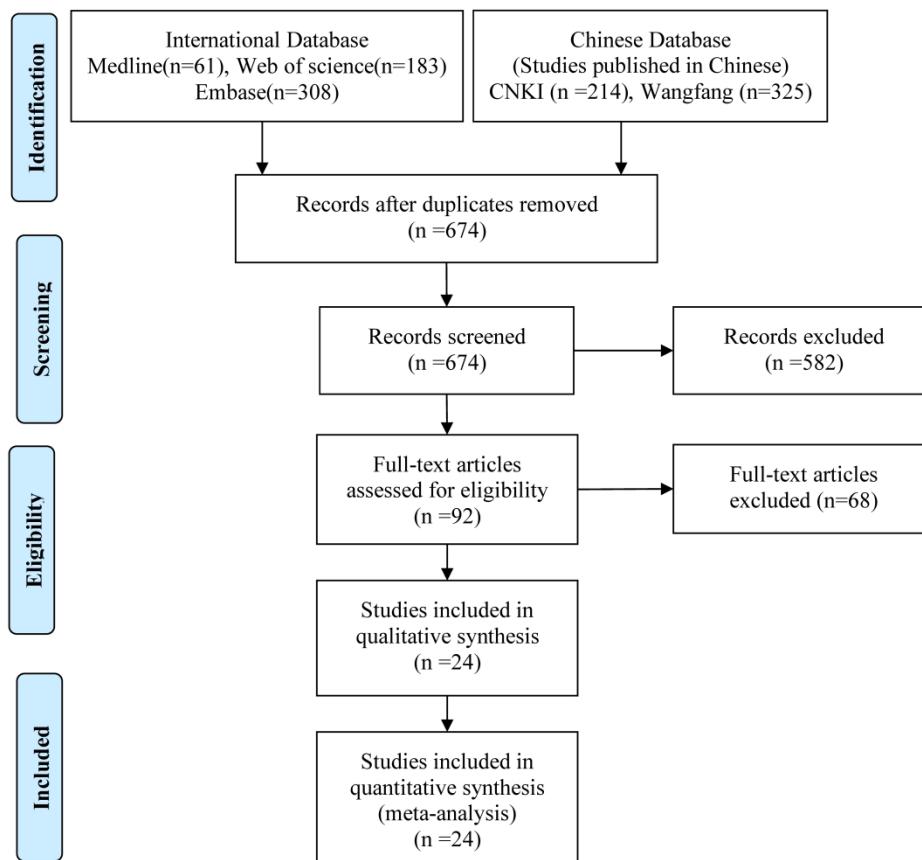 Identification
International Database
Medline(n=61), Web of science(n=183)
Embase(n=308)
Chinese Database
(Studies published in Chinese)
CNKI (n =214), Wangfang (n=325)
Records after duplicates removed
(n =674)
Screening
Records screened
(n =674)
Records excluded
(n =582)
Eligibility
Full-text articles
assessed for eligibility
(n =92)
Full-text articles
excluded (n=68)
Studies included in
qualitative synthesis
(n =24)
Included
Studies included in
quantitative synthesis
(meta-analysis)
(n =24)